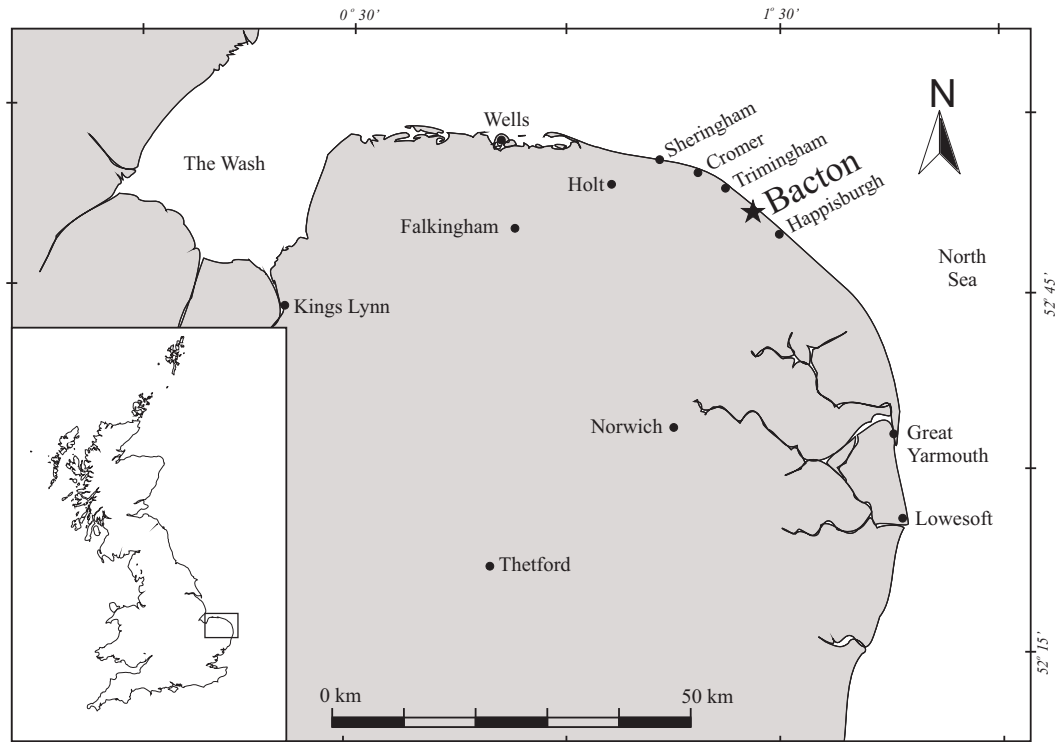 0° 30'
1° 30'
N
Wells
Sheringham
Cromer
Trimingham
Bacton
Happisburgh
The Wash
Holt
Falkingham
North
Sea
Kings Lynn
52° 45'
Norwich
Great
Yarmouth
Lowesoft
Thetford
52° 15'
0 km
50 km